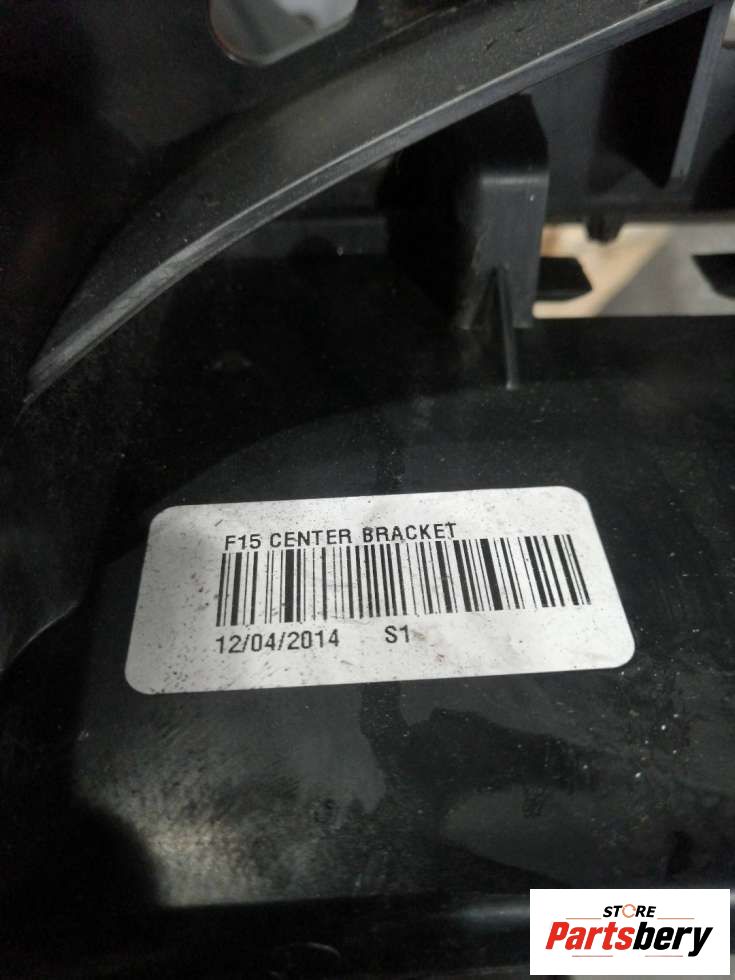 F15 CENTER BRACKET
12/04/2014 S1
STORE
Partsbery